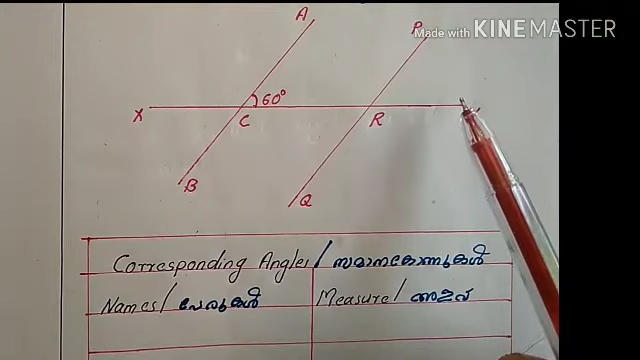 Made with KINEMASTER
A
P
60°
X
C
R
B
Q
Corresponding Angles / സമാനകോണുകൾ
Names / പേരുകൾ
Measure / അളവ്